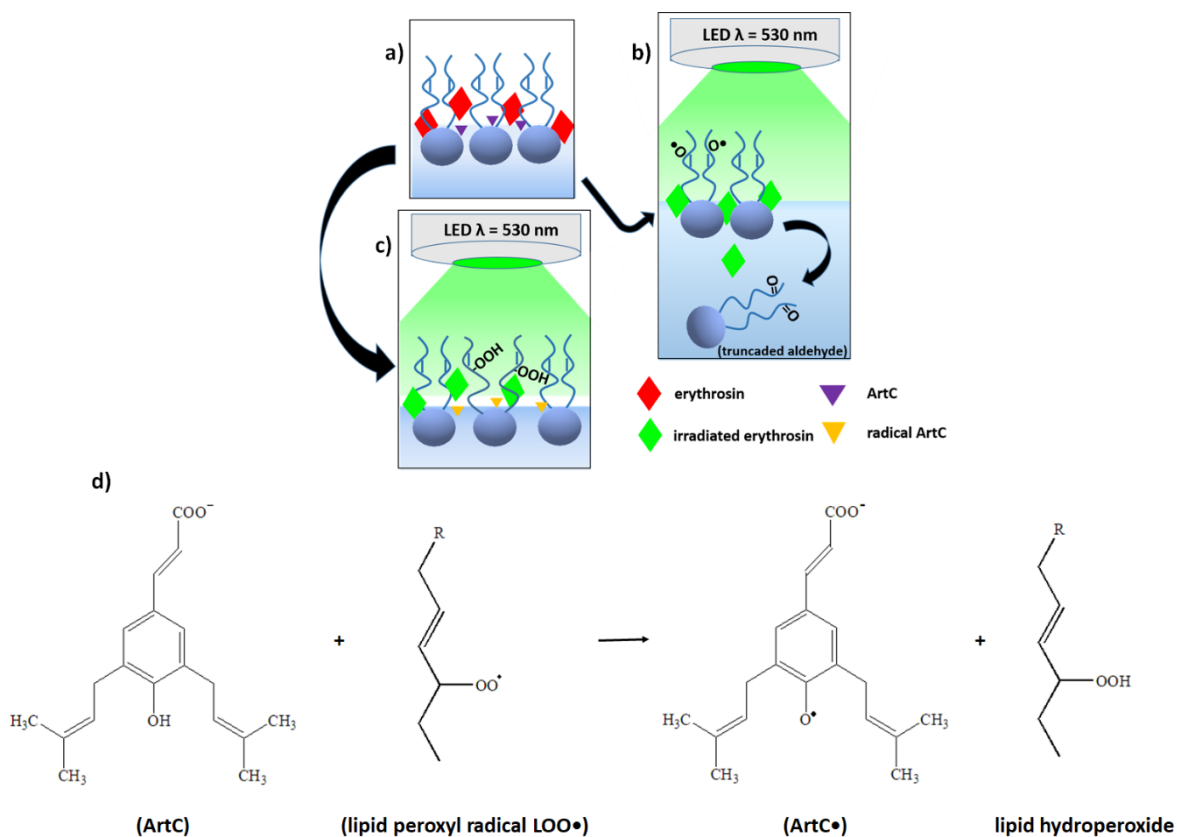 a)
b)
LED λ = 530 nm
•O
O•
O
O
(truncaded aldehyde)
c)
LED λ = 530 nm
-OOH
-OOH
erythrosin
ArtC
irradiated erythrosin
radical ArtC
d)
COO⁻
H₃C
CH₃
OH
CH₃
CH₃
(ArtC)
+
R
OO•
(lipid peroxyl radical LOO•)
COO⁻
H₃C
CH₃
O•
CH₃
CH₃
(ArtC•)
+
R
OOH
lipid hydroperoxide